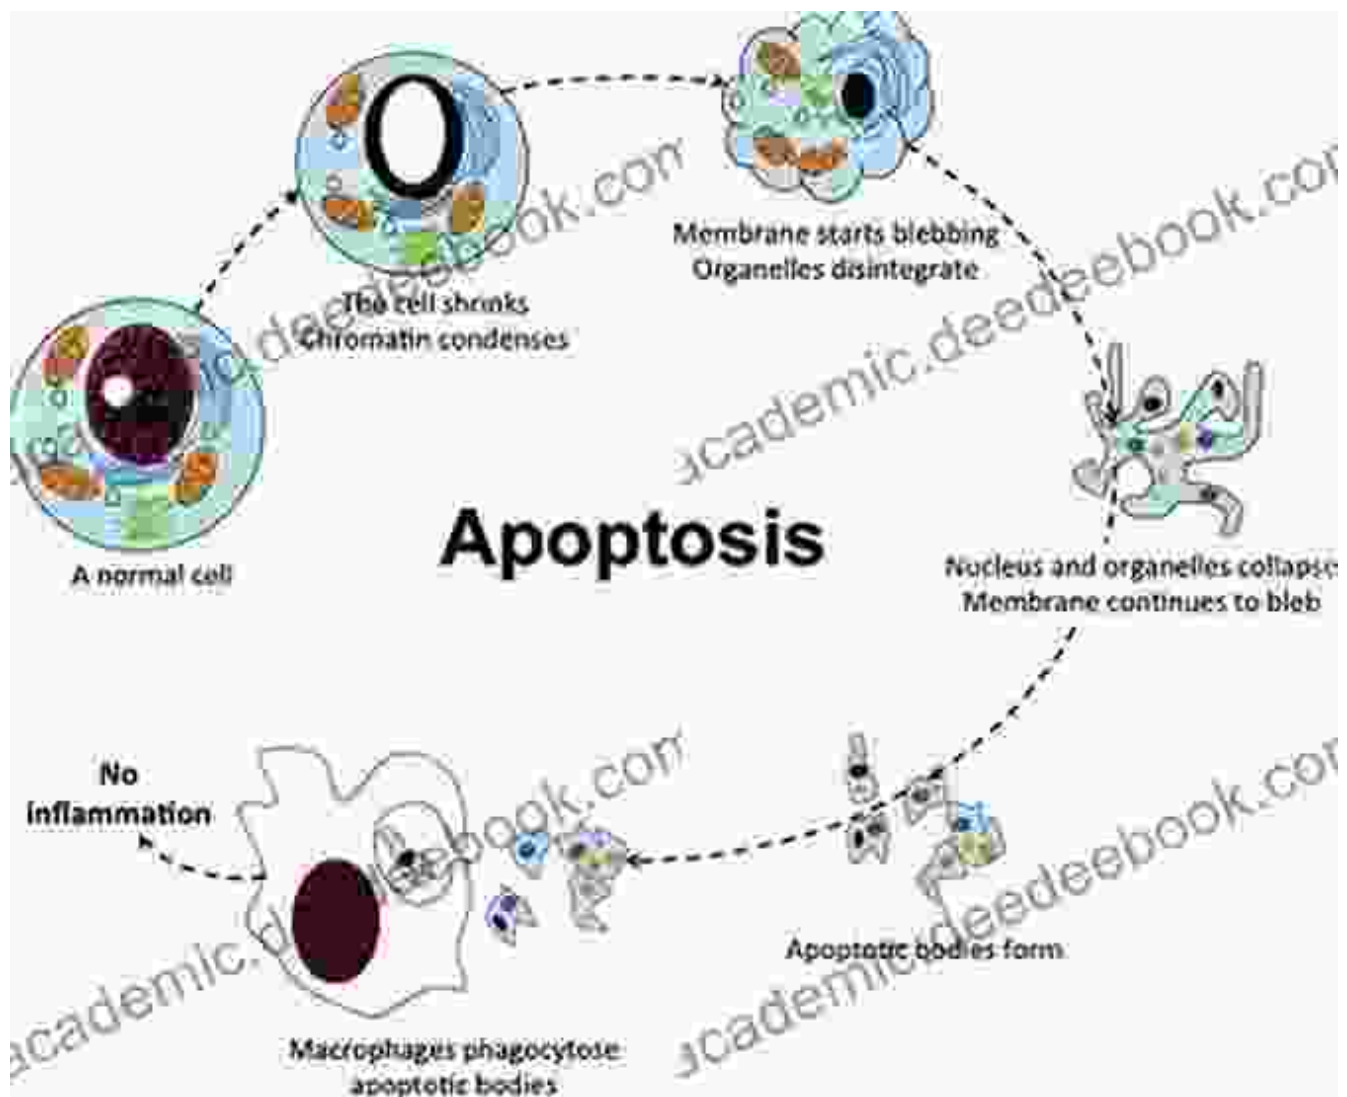 The cell shrinks
Chromatin condenses
Membrane starts blebbing
Organelles disintegrate
A normal cell
Apoptosis
Nucleus and organelles collapse
Membrane continues to bleb
No
inflammation
Apoptotic bodies form
Macrophages phagocytose
apoptotic bodies
academic.deedeebook.com
academic.deedeebook.com
academic.deedeebook.com
academic.deedeebook.com